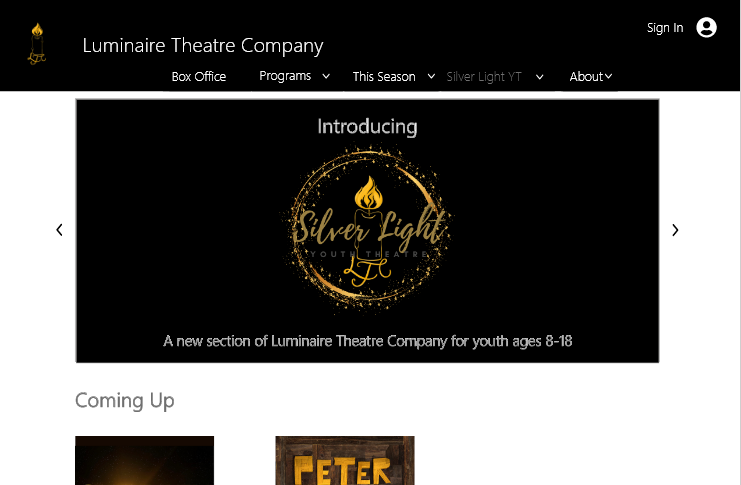 Sign In
Luminaire Theatre Company
Box Office Programs This Season Silver Light YT About
Introducing
Silver Light
YOUTH THEATRE
LTC
A new section of Luminaire Theatre Company for youth ages 8-18
Coming Up
PETER